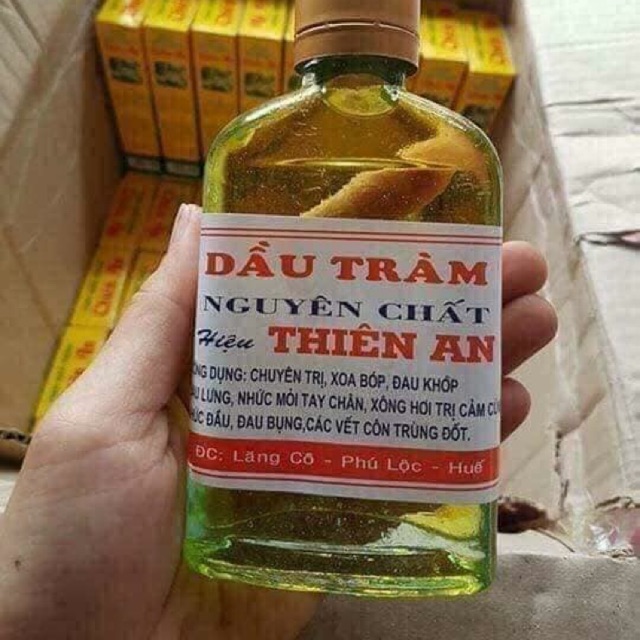 DẦU TRÀM
NGUYÊN CHẤT
Hiệu THIÊN AN
DỤNG: CHUYÊN TRỊ, XOA BÓP, ĐAU KHỚP
LƯNG, NHỨC MỎI TAY CHÂN, XÔNG HƠI TRỊ CẢM
ĐẦU, ĐAU BỤNG,CÁC VẾT CÔN TRÙNG ĐỐT.
ĐC: Lăng Cô - Phú Lộc - Huế